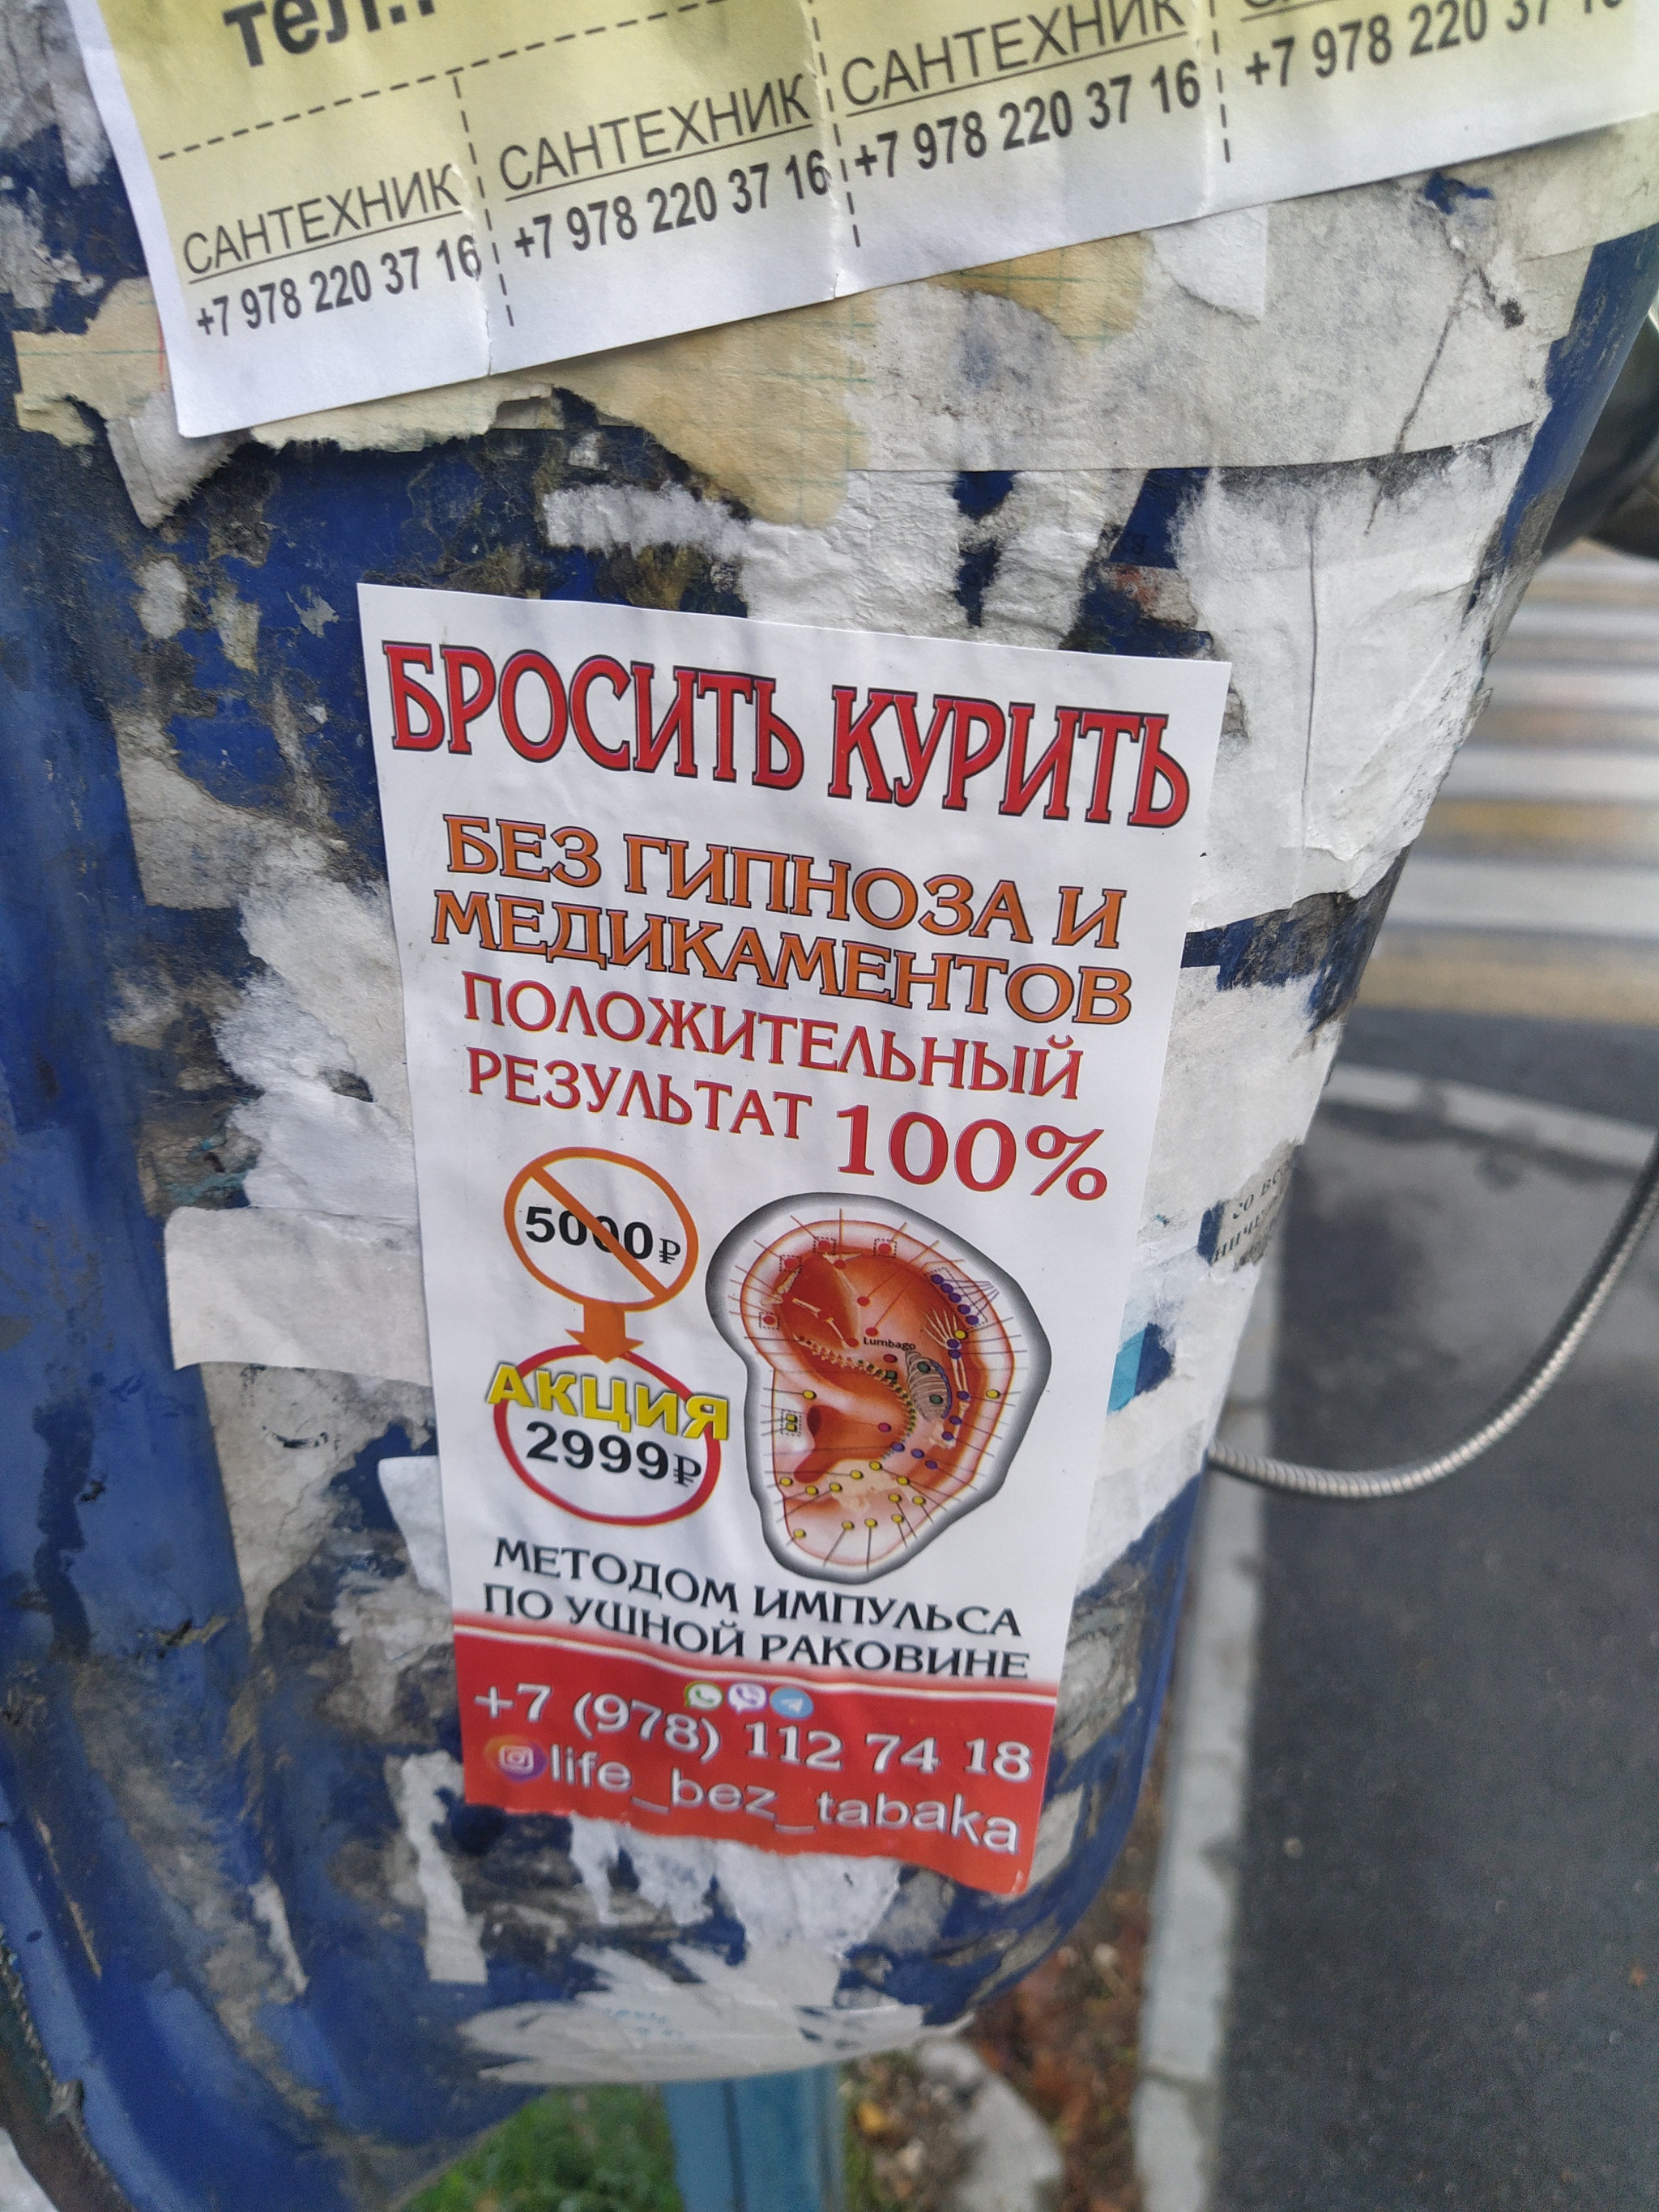 тел.:
САНТЕХНИК
+7 978 220 37 16
САНТЕХНИК
+7 978 220 37 16
САНТЕХНИК
+7 978 220 37 16
+7 978 220 37
БРОСИТЬ КУРИТЬ
БЕЗ ГИПНОЗА И
МЕДИКАМЕНТОВ
ПОЛОЖИТЕЛЬНЫЙ
РЕЗУЛЬТАТ 100%
5000₽
АКЦИЯ
2999₽
Lumbago
МЕТОДОМ ИМПУЛЬСА
ПО УШНОЙ РАКОВИНЕ
+7 (978) 112 74 18
life_bez_tabaka